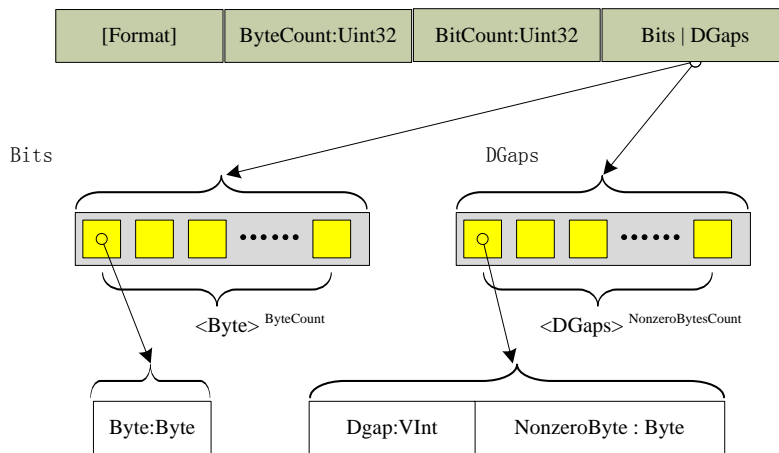 [Format] ByteCount:Uint32 BitCount:Uint32 Bits | DGaps
Bits DGaps
<Byte> ByteCount <DGaps> NonzeroBytesCount
Byte:Byte Dgap:VInt NonzeroByte : Byte